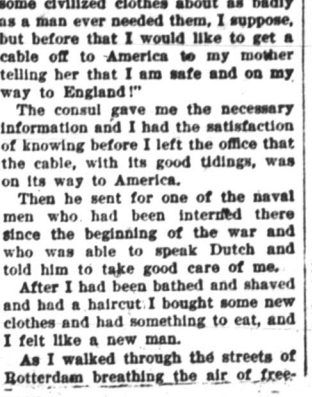 some civilized clothes about as badly
as a man ever needed them, I suppose,
but before that I would like to get a
cable off to America to my mother
telling her that I am safe and on my
way to England!"
The consul gave me the necessary
information and I had the satisfaction
of knowing before I left the office that
the cable, with its good tidings, was
on its way to America.
Then he sent for one of the naval
men who had been interned there
since the beginning of the war and
who was able to speak Dutch and
told him to take good care of me.
After I had been bathed and shaved
and had a haircut I bought some new
clothes and had something to eat, and
I felt like a new man.
As I walked through the streets of
Rotterdam breathing the air of free-